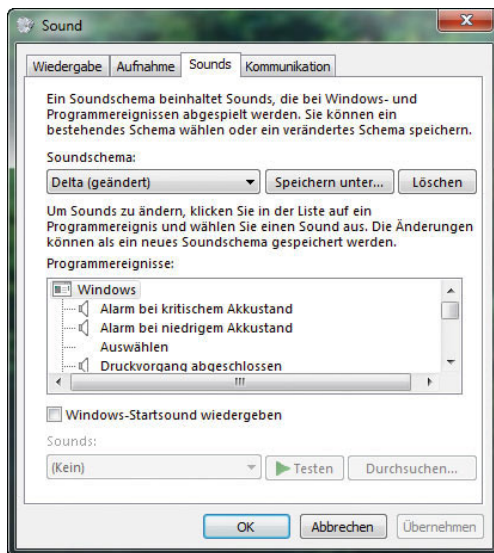 Sound
Wiedergabe Aufnahme Sounds Kommunikation
Ein Soundschema beinhaltet Sounds, die bei Windows- und
Programmereignissen abgespielt werden. Sie können ein
bestehendes Schema wählen oder ein verändertes Schema speichern.
Soundschema:
Delta (geändert) Speichern unter... Löschen
Um Sounds zu ändern, klicken Sie in der Liste auf ein
Programmereignis und wählen Sie einen Sound aus. Die Änderungen
können als ein neues Soundschema gespeichert werden.
Programmereignisse:
Windows
Alarm bei kritischem Akkustand
Alarm bei niedrigem Akkustand
Auswählen
Druckvorgang abgeschlossen
Windows-Startsound wiedergeben
Sounds:
(Kein) Testen Durchsuchen...
OK Abbrechen Übernehmen